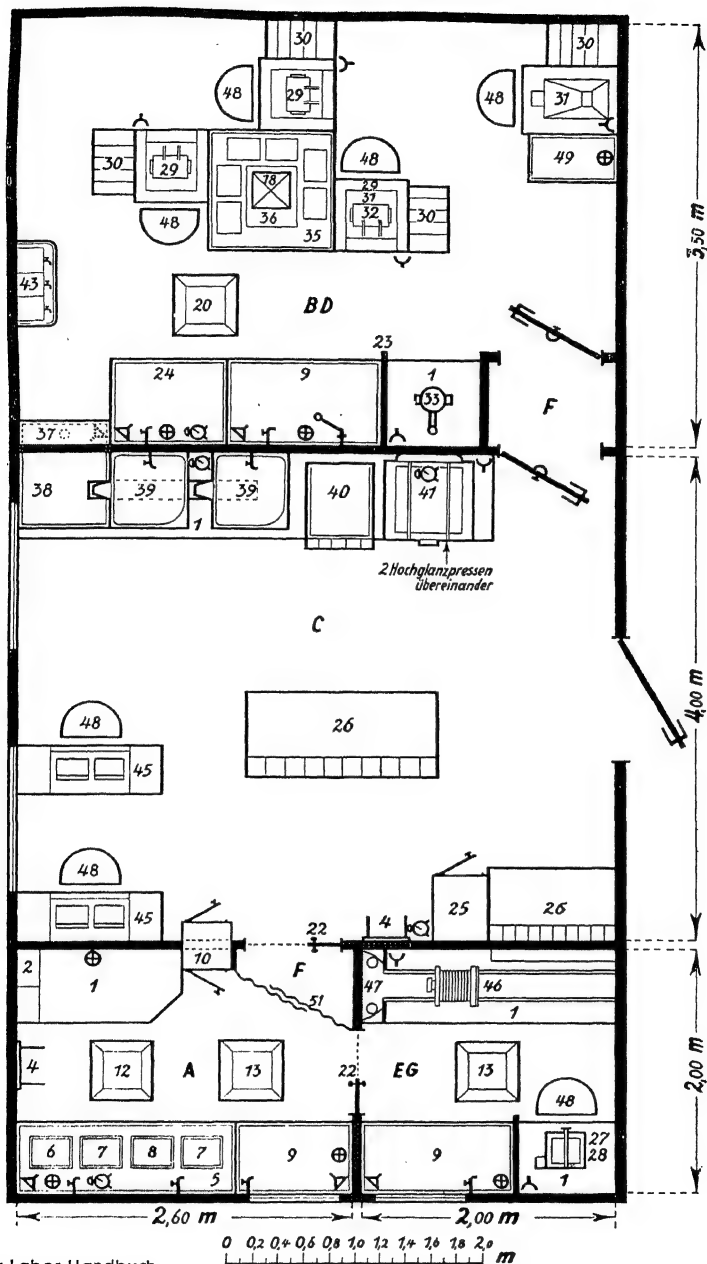 30 30
48 29 48 31
30 29 48 49
48 78 36 35 29 31 32 30
3,50 m
43 20 BD
23
24 9 1 33 F
37
38 39 39 40 41
1
2 Hochglanzpressen
übereinander
C
4,00 m
48 26
45
48
45 22 4 25 26
10 F
2 1 47 46
51 1
4 12 A 13 22 EG 13
2,00 m
48
6 7 8 7 9 9 27
28
5 1
2,60 m 2,00 m
0 0,2 0,4 0,6 0,8 1,0 1,2 1,4 1,6 1,8 2,0 m